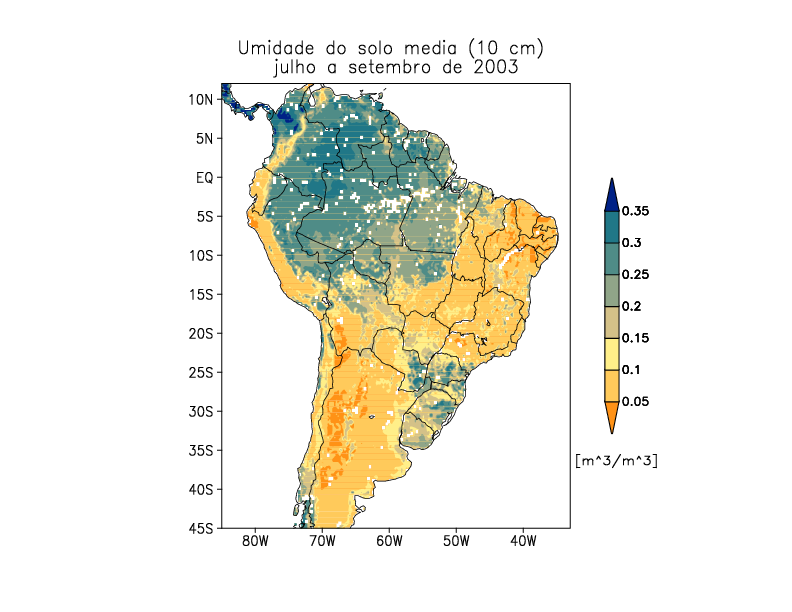 Umidade do solo media (10 cm)
julho a setembro de 2003
10N
5N
EQ
5S
10S
15S
20S
25S
30S
35S
40S
45S
80W 70W 60W 50W 40W
0.35
0.3
0.25
0.2
0.15
0.1
0.05
[m^3/m^3]